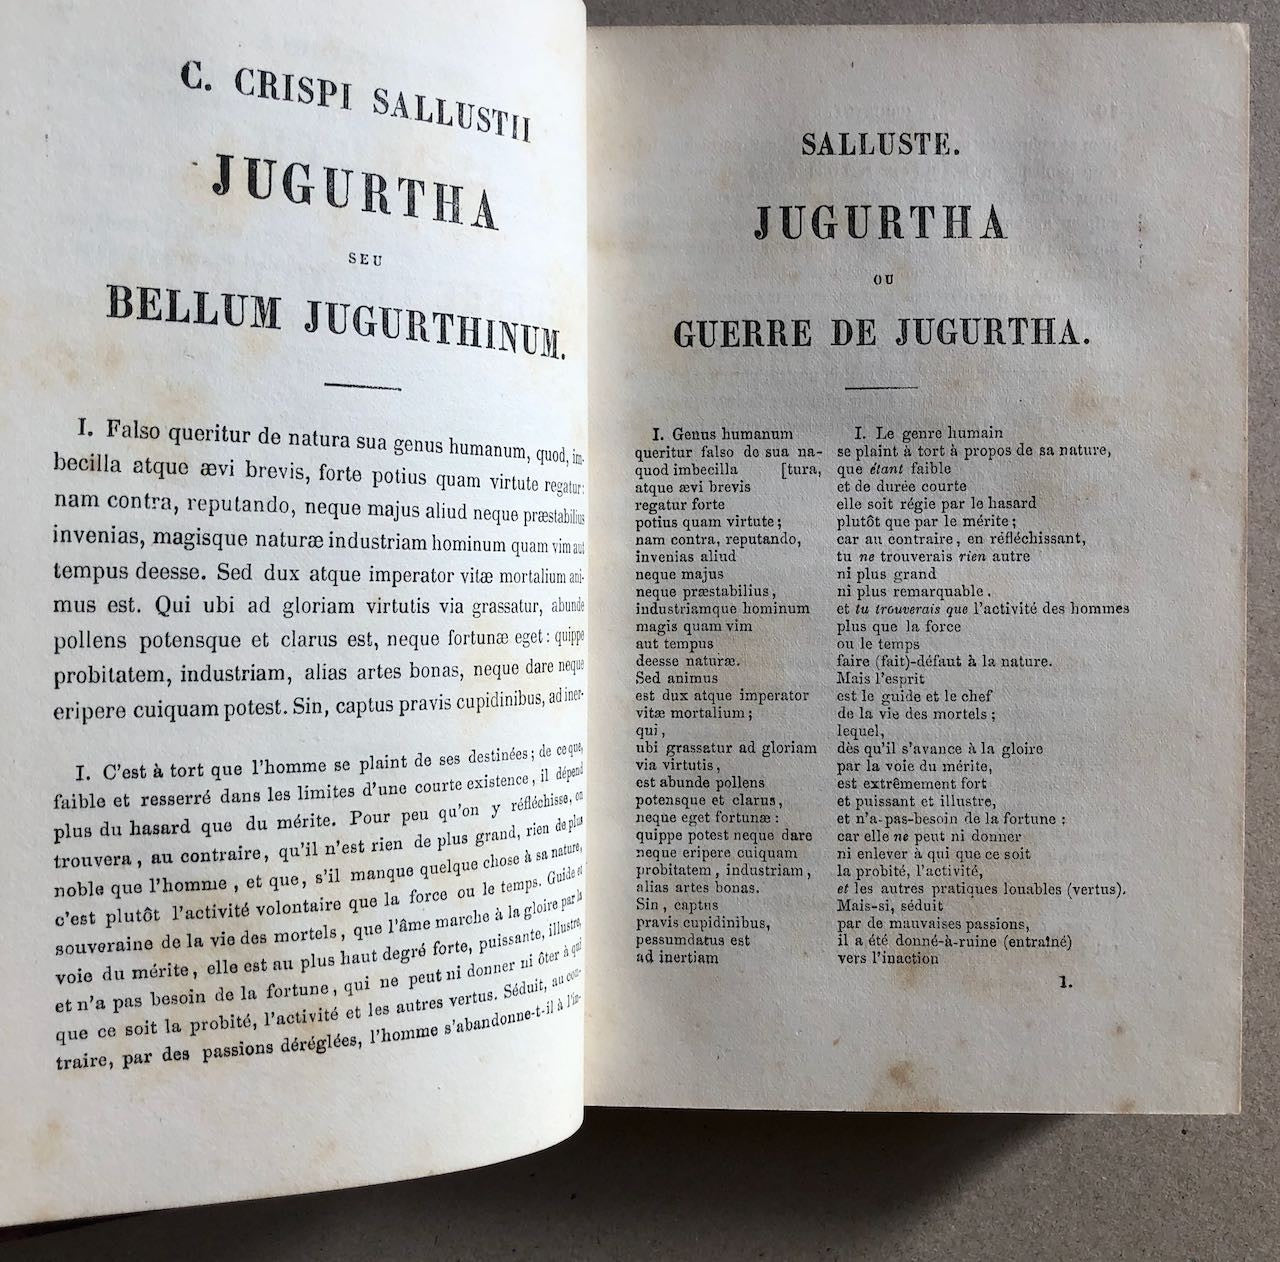 C. CRISPI SALLUSTII
JUGURTHA
SEU
BELLUM JUGURTHINUM.
I. Falso queritur de natura sua genus humanum, quod, im-
becilla atque ævi brevis, forte potius quam virtute regatur:
nam contra, reputando, neque majus aliud neque præstabilius
invenias, magisque naturæ industriam hominum quam vim aut
tempus deesse. Sed dux atque imperator vitæ mortalium ani-
mus est. Qui ubi ad gloriam virtutis via grassatur, abunde
pollens potensque et clarus est, neque fortunæ eget: quippe
probitatem, industriam, alias artes bonas, neque dare neque
eripere cuiquam potest. Sin, captus pravis cupidinibus, ad iner-
I. C'est à tort que l'homme se plaint de ses destinées; de ce que,
faible et resserré dans les limites d'une courte existence, il dépend
plus du hasard que du mérite. Pour peu qu'on y réfléchisse, on
trouvera, au contraire, qu'il n'est rien de plus grand, rien de plus
noble que l'homme, et que, s'il manque quelque chose à sa nature,
c'est plutôt l'activité volontaire que la force ou le temps. Guide et
souveraine de la vie des mortels, que l'âme marche à la gloire par la
voie du mérite, elle est au plus haut degré forte, puissante, illustre,
et n'a pas besoin de la fortune, qui ne peut ni donner ni ôter à qui
que ce soit la probité, l'activité et les autres vertus. Séduit, au con-
traire, par des passions déréglées, l'homme s'abandonne-t-il à l'in-
SALLUSTE.
JUGURTHA
OU
GUERRE DE JUGURTHA.
I. Genus humanum
queritur falso de sua na-
quod imbecilla [tura,
atque ævi brevis
regatur forte
potius quam virtute;
nam contra, reputando,
invenias aliud
neque majus
neque præstabilius,
industriamque hominum
magis quam vim
aut tempus
deesse naturæ.
Sed animus
est dux atque imperator
vitæ mortalium;
qui,
ubi grassatur ad gloriam
via virtutis,
est abunde pollens
potensque et clarus,
neque eget fortunæ:
quippe potest neque dare
neque eripere cuiquam
probitatem, industriam,
alias artes bonas.
Sin, captus
pravis cupidinibus,
pessumdatus est
ad inertiam
I. Le genre humain
se plaint à tort à propos de sa nature,
que étant faible
et de durée courte
elle soit régie par le hasard
plutôt que par le mérite;
car au contraire, en réfléchissant,
tu ne trouverais rien autre
ni plus grand
ni plus remarquable.
et tu trouverais que l'activité des hommes
plus que la force
ou le temps
faire (fait)-défaut à la nature.
Mais l'esprit
est le guide et le chef
de la vie des mortels;
lequel,
dès qu'il s'avance à la gloire
par la voie du mérite,
est extrêmement fort
et puissant et illustre,
et n'a-pas-besoin de la fortune:
car elle ne peut ni donner
ni enlever à qui que ce soit
la probité, l'activité,
et les autres pratiques louables (vertus).
Mais-si, séduit
par de mauvaises passions,
il a été donné-à-ruine (entraîné)
vers l'inaction
1.